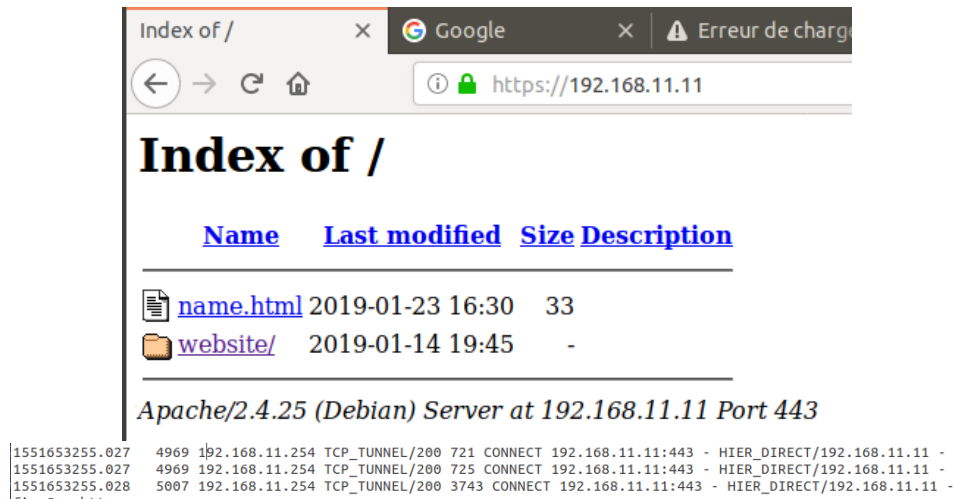 Index of / × Google × Erreur de charge
https://192.168.11.11
Index of /
Name Last modified Size Description
name.html 2019-01-23 16:30 33
website/ 2019-01-14 19:45 -
Apache/2.4.25 (Debian) Server at 192.168.11.11 Port 443
1551653255.027 4969 192.168.11.254 TCP_TUNNEL/200 721 CONNECT 192.168.11.11:443 - HIER_DIRECT/192.168.11.11 -
1551653255.027 4969 192.168.11.254 TCP_TUNNEL/200 725 CONNECT 192.168.11.11:443 - HIER_DIRECT/192.168.11.11 -
1551653255.028 5007 192.168.11.254 TCP_TUNNEL/200 3743 CONNECT 192.168.11.11:443 - HIER_DIRECT/192.168.11.11 -